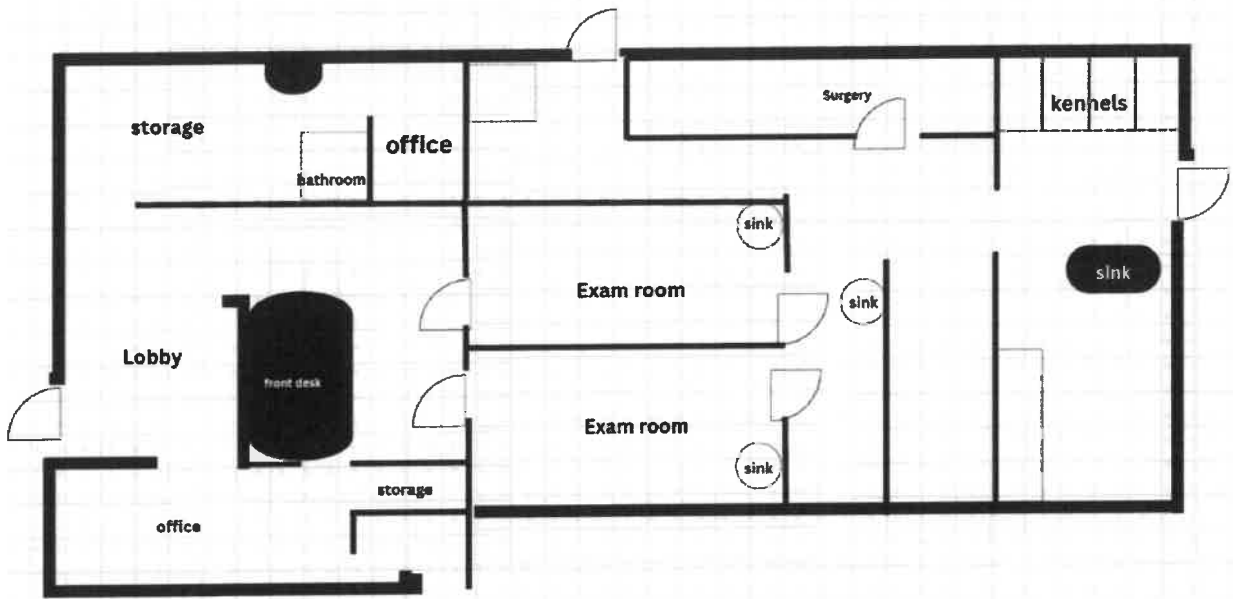 Surgery
kennels
storage
office
bathroom
sink
sink
Exam room
sink
Lobby
front desk
Exam room
sink
storage
office